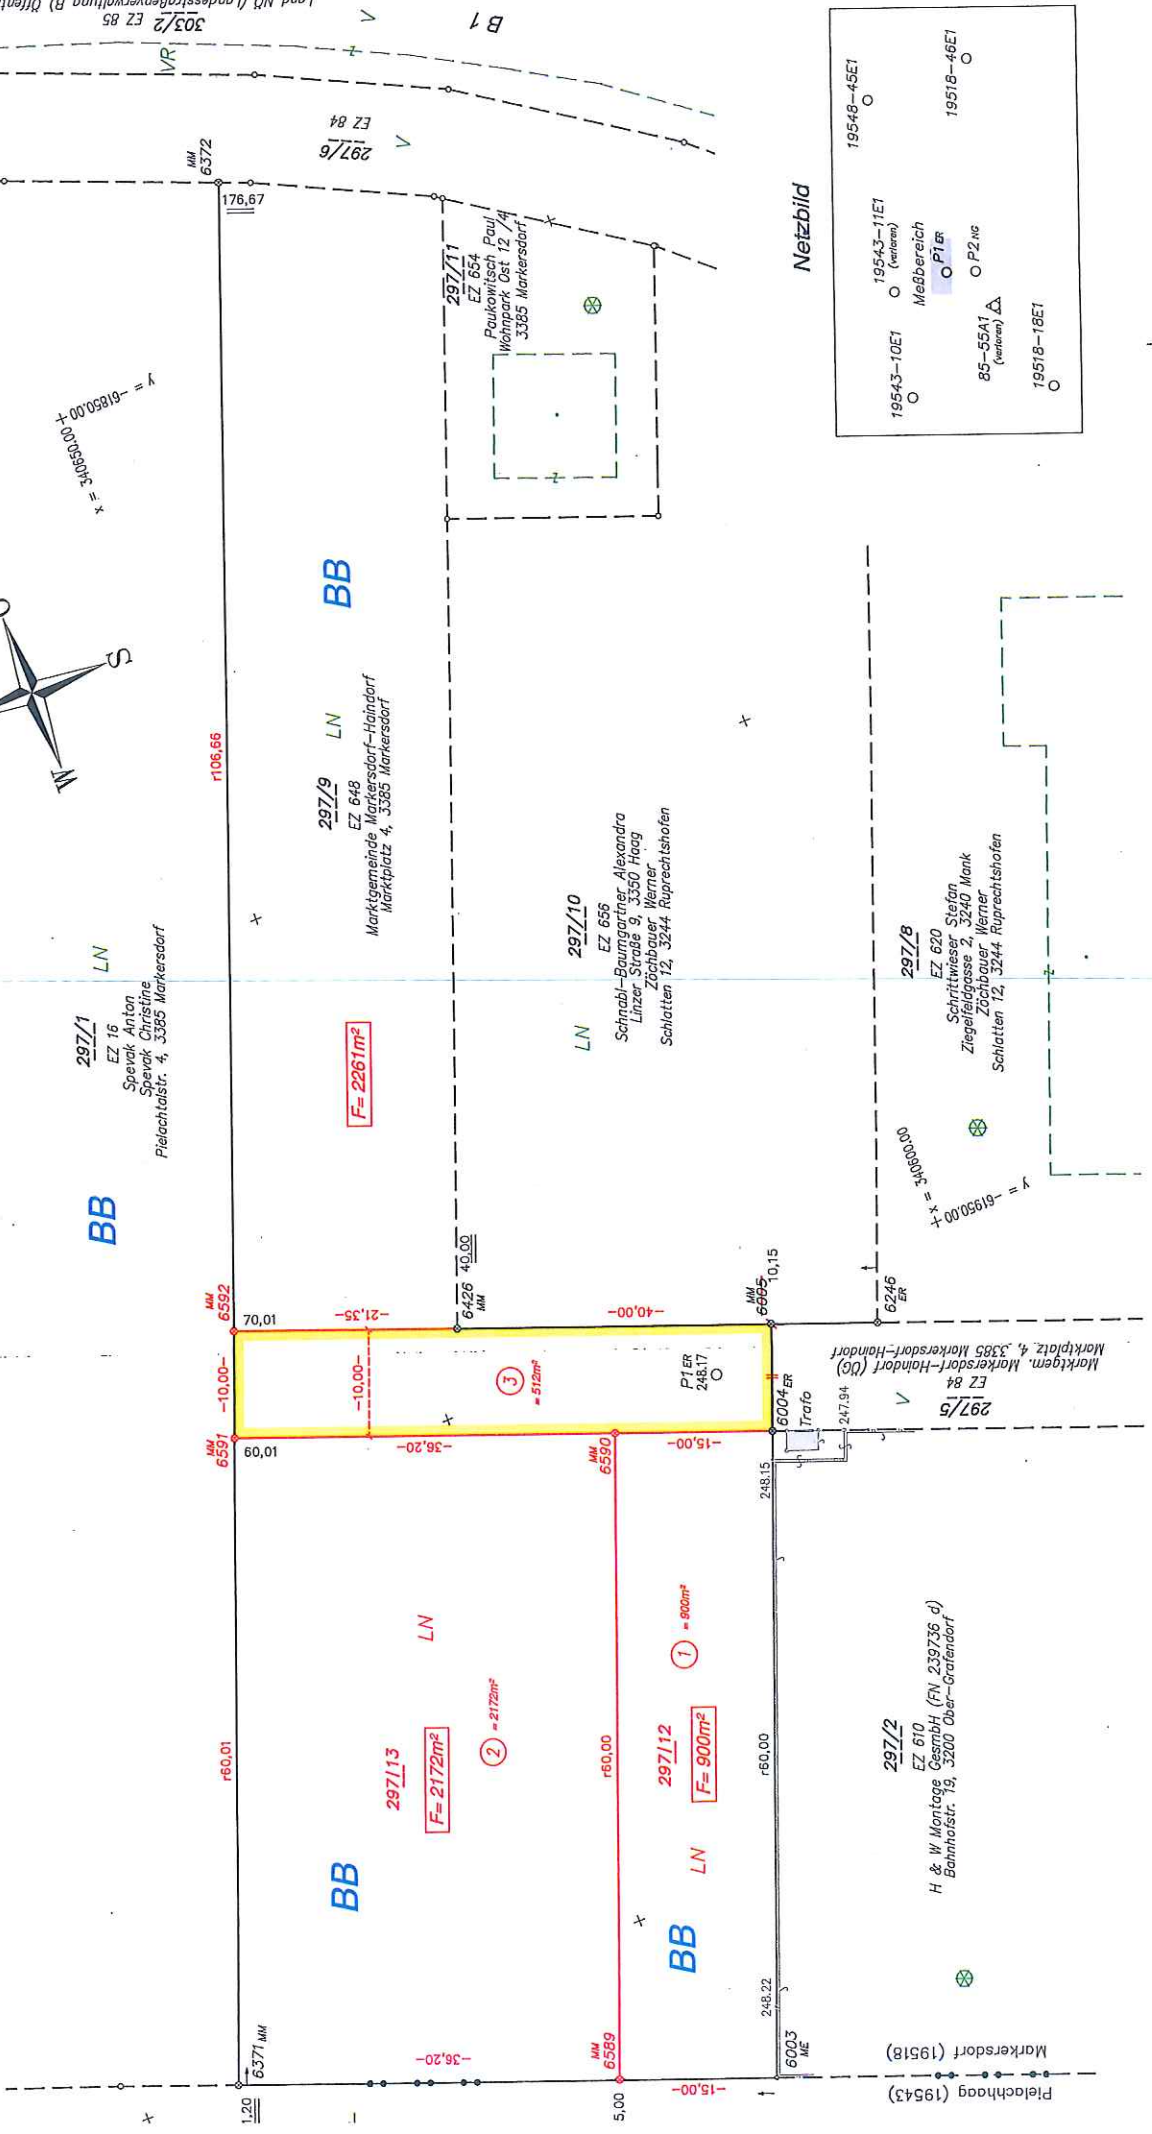 Land NÖ (Landesstraßenverwaltung B) Öffentl
303/2 EZ 85
B1
VR
V
z
297/6
EZ 84
V
MM
6372
176,67
297/11
EZ 654
Paukowitsch Paul
Wohnpark Ost 12 /4
3385 Markersdorf
z
x = 340650.00
y = -61850.00
Netzbild
19548-45E1
19518-46E1
19543-11E1
(verloren)
Meßbereich
P1 ER
P2 NG
19543-10E1
85-55A1
(verloren)
19518-18E1
O
S
W
BB
r106,66
297/9
LN
EZ 648
Marktgemeinde Markersdorf-Haindorf
Marktplatz 4, 3385 Markersdorf
297/1
LN
EZ 16
Spevak Anton
Spevak Christine
Pielachtalstr. 4, 3385 Markersdorf
BB
F= 2261m²
297/10
EZ 656
LN
Schnabl-Baumgartner Alexandra
Linzer Straße 9, 3350 Haag
Zöchbauer Werner
Schlatten 12, 3244 Ruprechtshofen
297/8
EZ 620
Schrittwieser Stefan
Ziegelfeldgasse 2, 3240 Mank
Zöchbauer Werner
Schlatten 12, 3244 Ruprechtshofen
z
x = 340600.00
y = -61950.00
MM
6592
70,01
-21,35-
6426
MM
40,00
-40,00-
MM
6005
10,15
6246
ER
-10,00-
-10,00-
3
= 512m²
P1 ER
248.17
6004 ER
Trafo
247.94
Marktgem. Markersdorf-Haindorf (ÖG)
Marktplatz 4, 3385 Markersdorf-Haindorf
EZ 84
297/5
V
MM
6591
60,01
-36,20-
MM
6590
-15,00-
248.15
LN
2
= 2172m²
297/13
F= 2172m²
r60,01
BB
1
= 900m²
297/12
F= 900m²
r60,00
LN
BB
r60,00
297/2
EZ 610
H & W Montage GesmbH (FN 239736 d)
Bahnhofstr. 19, 3200 Ober-Grafendorf
248.22
6371 MM
1,20
-36,20-
MM
6589
5,00
-15,00-
6003
ME
Markersdorf (19518)
Pielachhaag (19543)